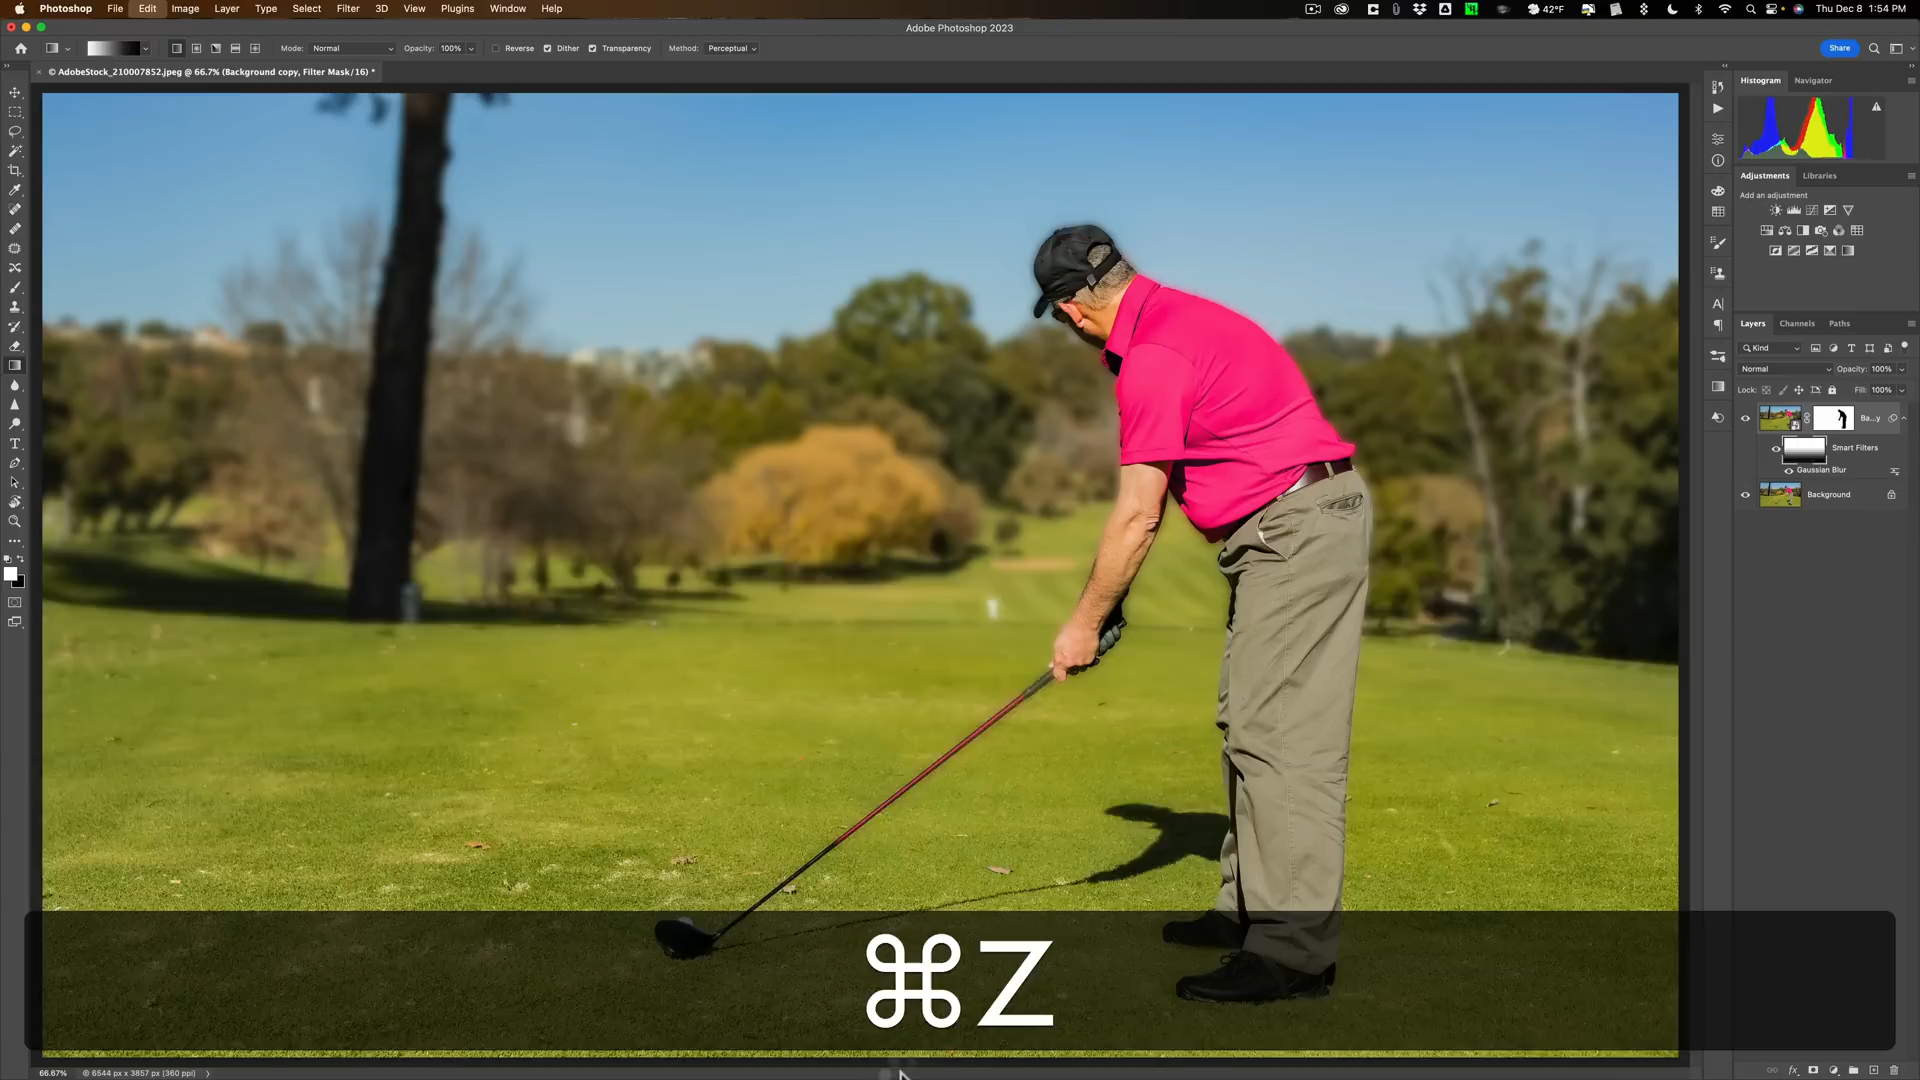 Photoshop File Edit Image Layer Type Select Filter 3D View Plugins Window Help 42°F Thu Dec 8 1:54 PM
Adobe Photoshop 2023
Mode: Normal Opacity: 100% Reverse Dither Transparency Method: Perceptual Share
© AdobeStock_210007852.jpeg @ 66.7% (Background copy, Filter Mask/16) *
Histogram Navigator
Adjustments Libraries
Add an adjustment
Layers Channels Paths
Kind
Normal Opacity: 100%
Lock: Fill: 100%
Ba...y
Smart Filters
Gaussian Blur
Background
⌘Z
66.67% 6544 px x 3857 px (360 ppi)